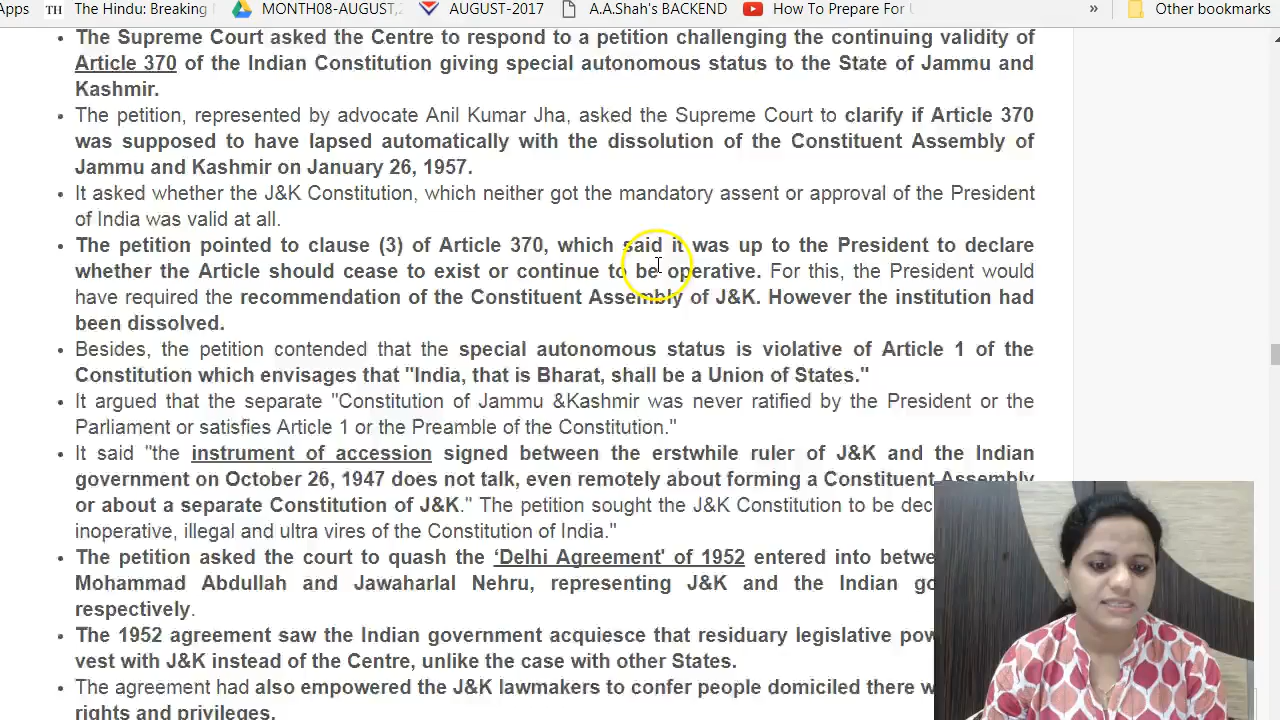 Apps TH The Hindu: Breaking MONTH08-AUGUST, AUGUST-2017 A.A.Shah's BACKEND How To Prepare For » Other bookmarks
• The Supreme Court asked the Centre to respond to a petition challenging the continuing validity of
Article 370 of the Indian Constitution giving special autonomous status to the State of Jammu and
Kashmir.
• The petition, represented by advocate Anil Kumar Jha, asked the Supreme Court to clarify if Article 370
was supposed to have lapsed automatically with the dissolution of the Constituent Assembly of
Jammu and Kashmir on January 26, 1957.
• It asked whether the J&K Constitution, which neither got the mandatory assent or approval of the President
of India was valid at all.
• The petition pointed to clause (3) of Article 370, which said it was up to the President to declare
whether the Article should cease to exist or continue to be operative. For this, the President would
have required the recommendation of the Constituent Assembly of J&K. However the institution had
been dissolved.
• Besides, the petition contended that the special autonomous status is violative of Article 1 of the
Constitution which envisages that "India, that is Bharat, shall be a Union of States."
• It argued that the separate "Constitution of Jammu &Kashmir was never ratified by the President or the
Parliament or satisfies Article 1 or the Preamble of the Constitution."
• It said "the instrument of accession signed between the erstwhile ruler of J&K and the Indian
government on October 26, 1947 does not talk, even remotely about forming a Constituent Assembly
or about a separate Constitution of J&K." The petition sought the J&K Constitution to be dec
inoperative, illegal and ultra vires of the Constitution of India."
• The petition asked the court to quash the ‘Delhi Agreement' of 1952 entered into betwe
Mohammad Abdullah and Jawaharlal Nehru, representing J&K and the Indian go
respectively.
• The 1952 agreement saw the Indian government acquiesce that residuary legislative pow
vest with J&K instead of the Centre, unlike the case with other States.
• The agreement had also empowered the J&K lawmakers to confer people domiciled there w
rights and privileges.